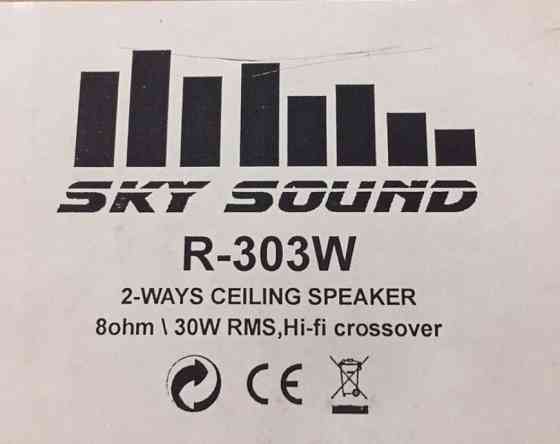 SKY SOUND
R-303W
2-WAYS CEILING SPEAKER
8ohm \ 30W RMS,Hi-fi crossover
CE